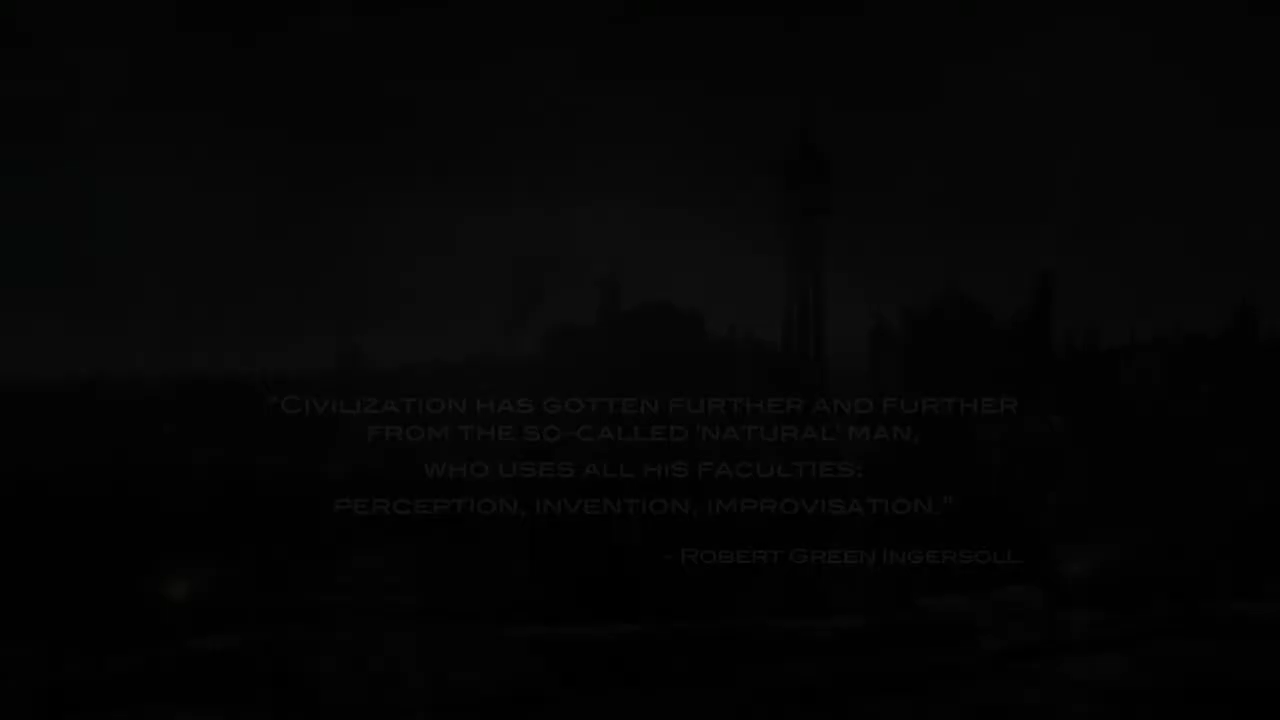 "Civilization has gotten further and further
from the so-called 'natural' man,
who uses all his faculties:
perception, invention, improvisation."
- Robert Green Ingersoll